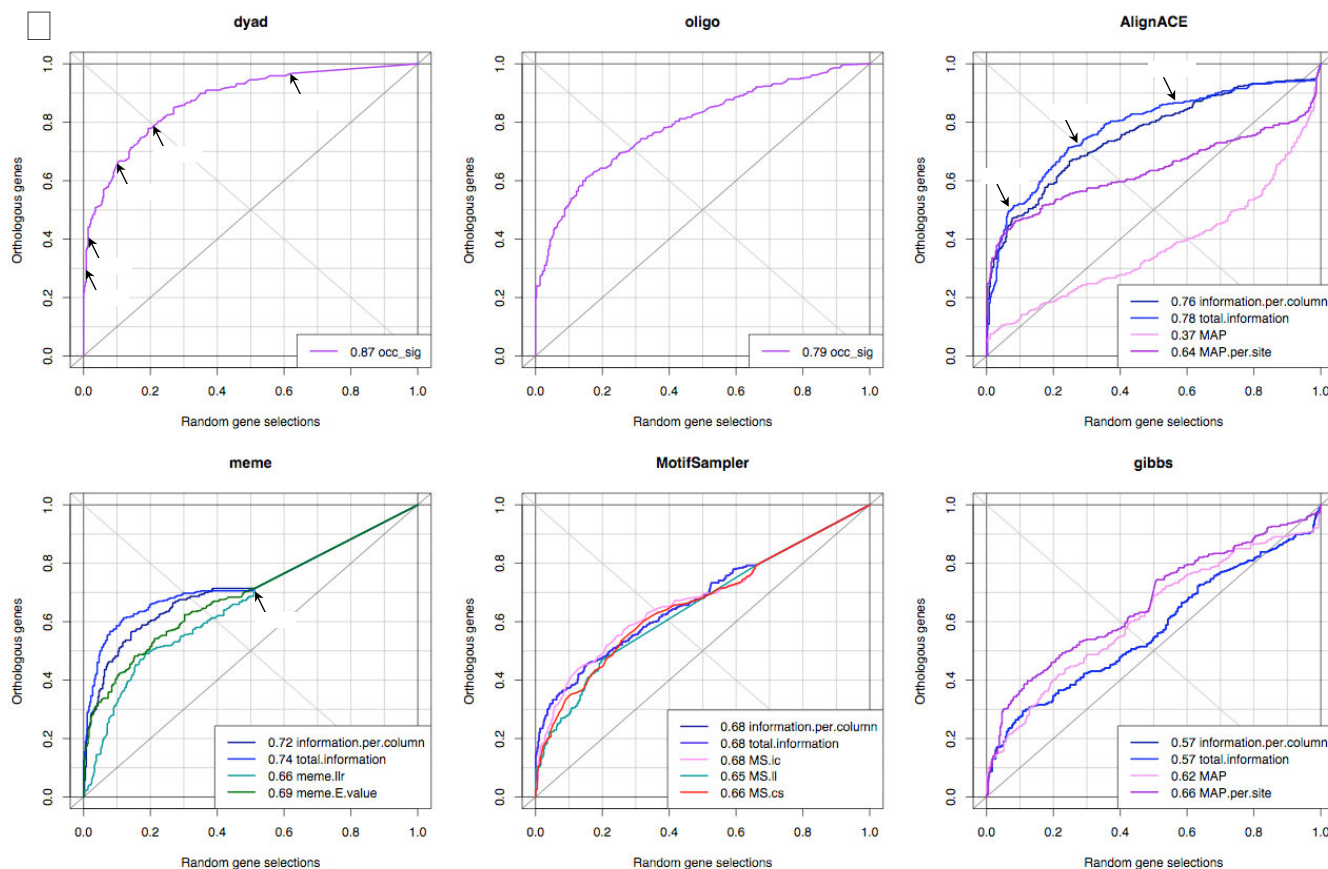 dyad
Orthologous genes
0.0 0.2 0.4 0.6 0.8 1.0
0.87 occ_sig
0.0 0.2 0.4 0.6 0.8 1.0
Random gene selections
oligo
Orthologous genes
0.0 0.2 0.4 0.6 0.8 1.0
0.79 occ_sig
0.0 0.2 0.4 0.6 0.8 1.0
Random gene selections
AlignACE
Orthologous genes
0.0 0.2 0.4 0.6 0.8 1.0
0.76 information.per.column
0.78 total.information
0.37 MAP
0.64 MAP.per.site
0.0 0.2 0.4 0.6 0.8 1.0
Random gene selections
meme
Orthologous genes
0.0 0.2 0.4 0.6 0.8 1.0
0.72 information.per.column
0.74 total.information
0.66 meme.llr
0.69 meme.E.value
0.0 0.2 0.4 0.6 0.8 1.0
Random gene selections
MotifSampler
Orthologous genes
0.0 0.2 0.4 0.6 0.8 1.0
0.68 information.per.column
0.68 total.information
0.68 MS.ic
0.65 MS.ll
0.66 MS.cs
0.0 0.2 0.4 0.6 0.8 1.0
Random gene selections
gibbs
Orthologous genes
0.0 0.2 0.4 0.6 0.8 1.0
0.57 information.per.column
0.57 total.information
0.62 MAP
0.66 MAP.per.site
0.0 0.2 0.4 0.6 0.8 1.0
Random gene selections